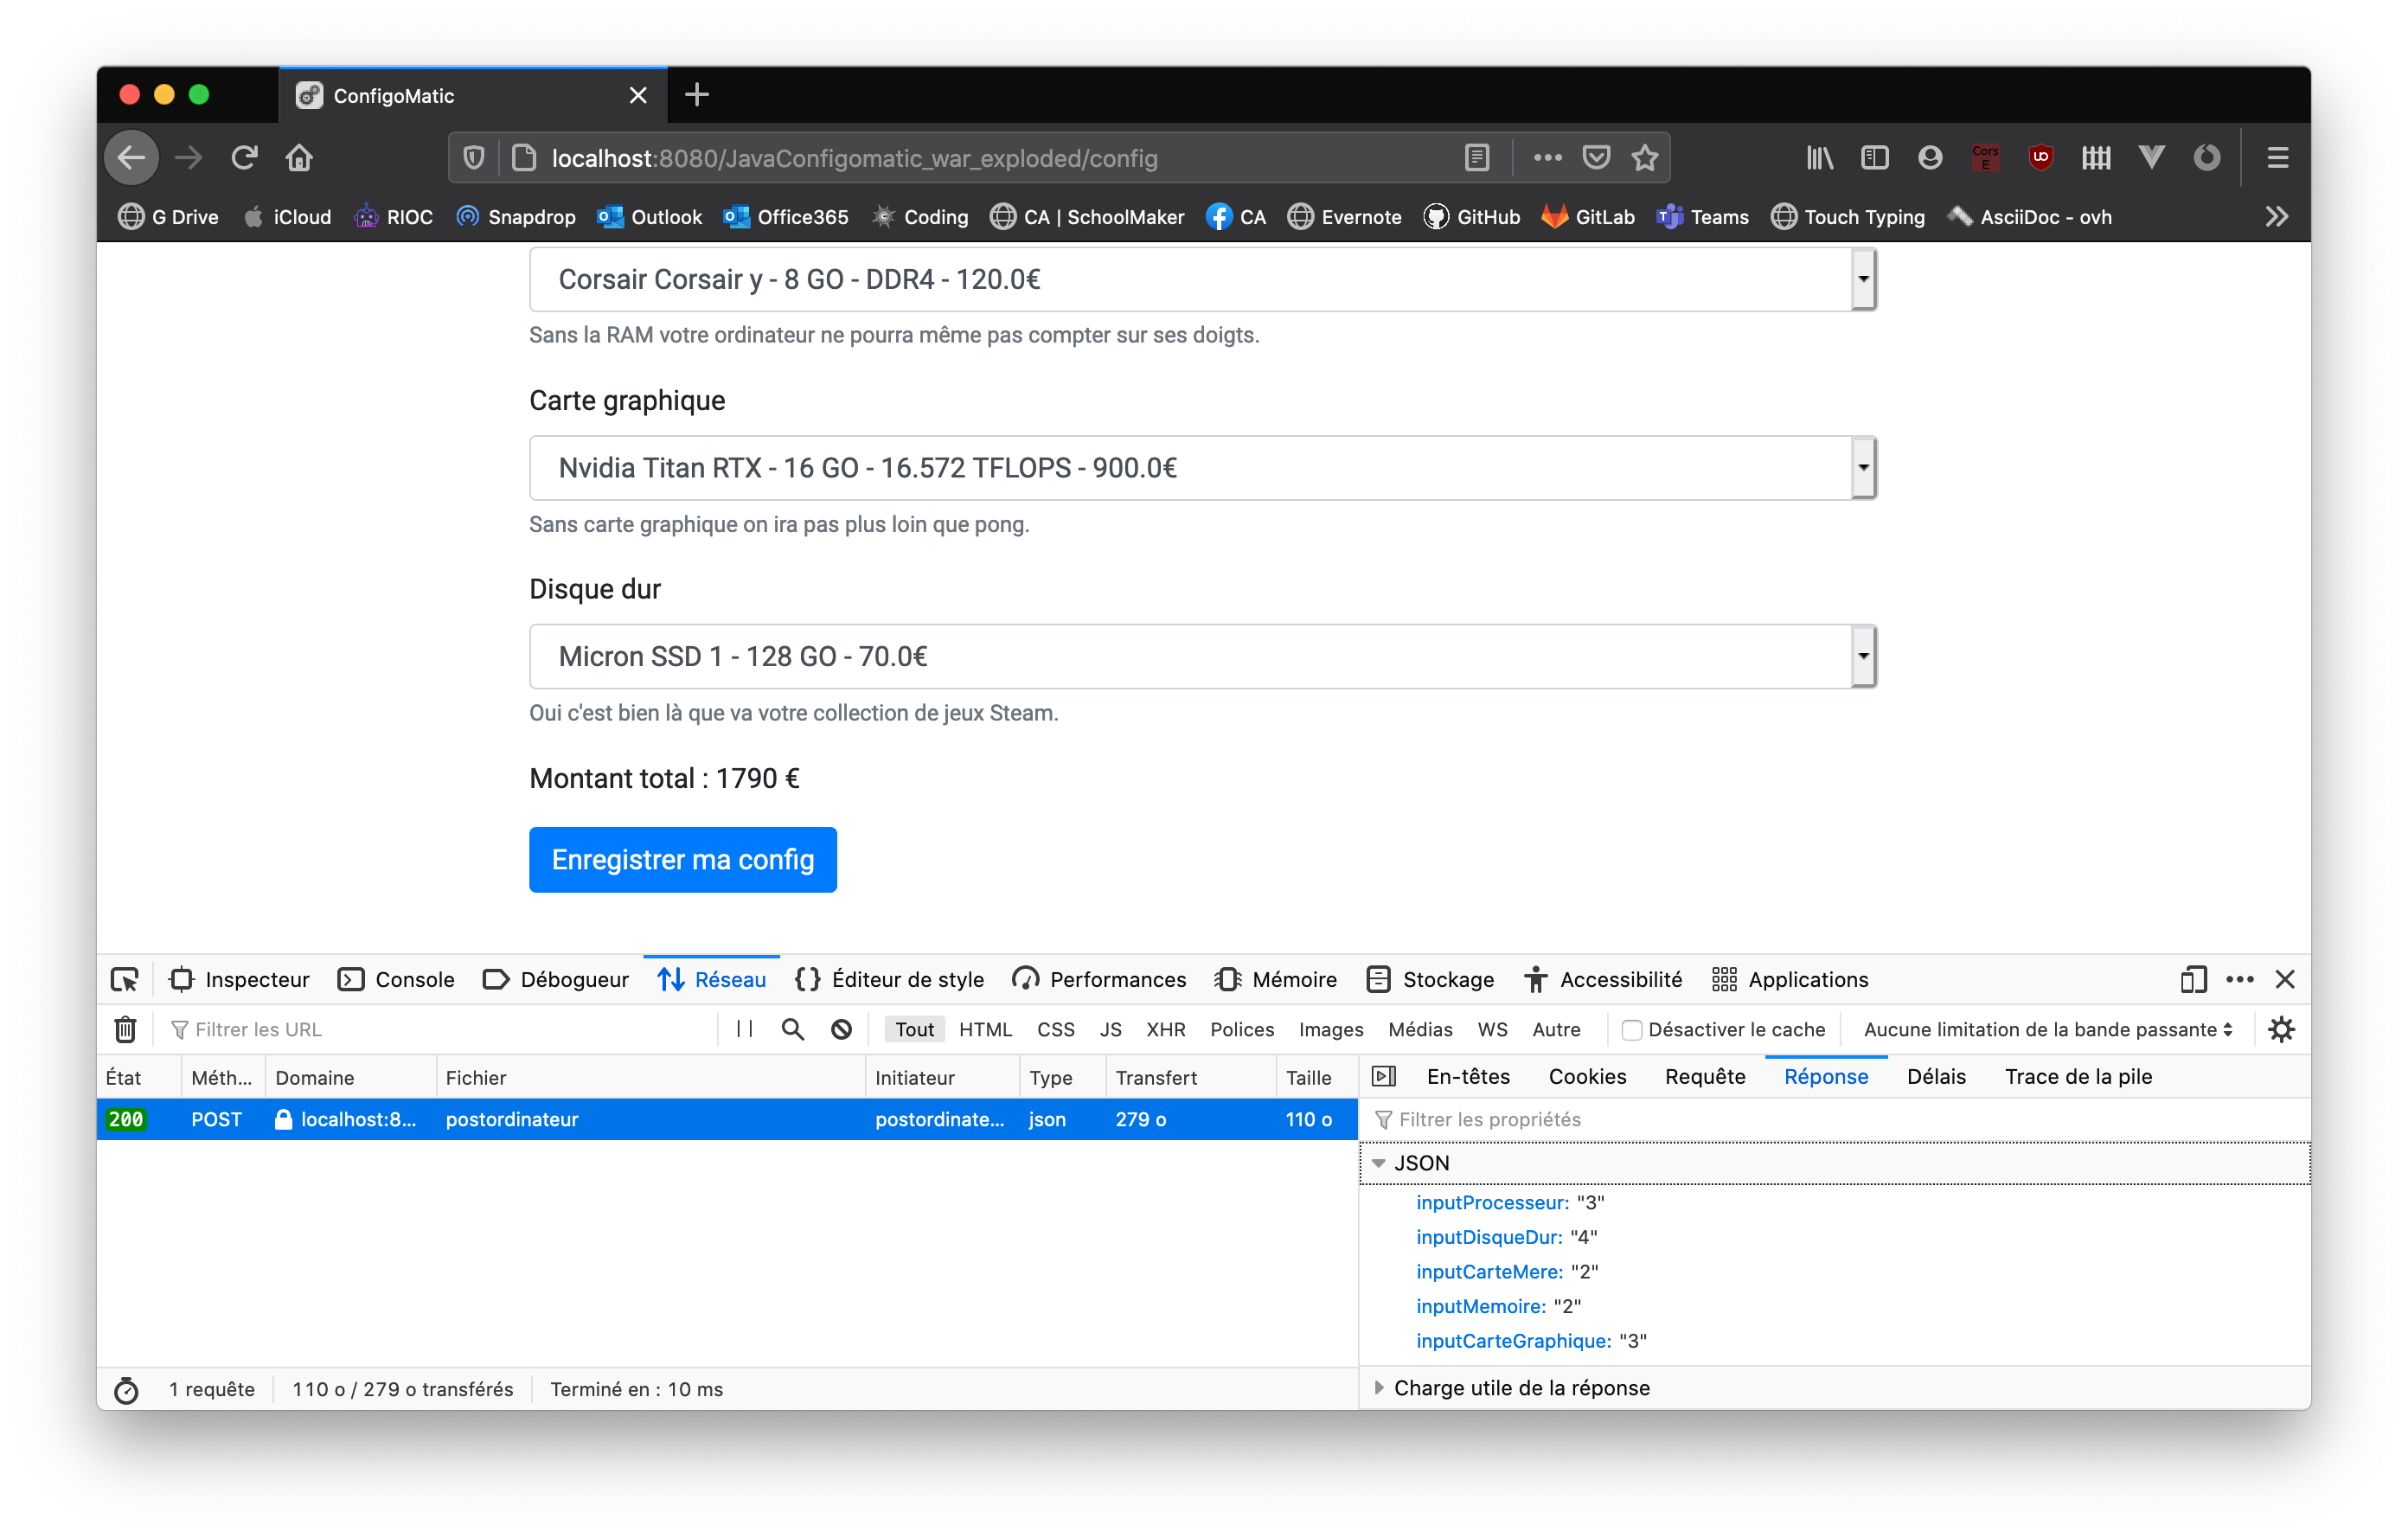 ConfigoMatic
localhost:8080/JavaConfigomatic_war_exploded/config
Cors E
G Drive iCloud RIOC Snapdrop Outlook Office365 Coding CA | SchoolMaker CA Evernote GitHub GitLab Teams Touch Typing AsciiDoc - ovh
Corsair Corsair y - 8 GO - DDR4 - 120.0€
Sans la RAM votre ordinateur ne pourra même pas compter sur ses doigts.
Carte graphique
Nvidia Titan RTX - 16 GO - 16.572 TFLOPS - 900.0€
Sans carte graphique on ira pas plus loin que pong.
Disque dur
Micron SSD 1 - 128 GO - 70.0€
Oui c'est bien là que va votre collection de jeux Steam.
Montant total : 1790 €
Enregistrer ma config
Inspecteur Console Débogueur Réseau Éditeur de style Performances Mémoire Stockage Accessibilité Applications
Filtrer les URL Tout HTML CSS JS XHR Polices Images Médias WS Autre Désactiver le cache Aucune limitation de la bande passante
État Méth... Domaine Fichier Initiateur Type Transfert Taille En-têtes Cookies Requête Réponse Délais Trace de la pile
200 POST localhost:8... postordinateur postordinate... json 279 o 110 o Filtrer les propriétés
JSON
inputProcesseur: "3"
inputDisqueDur: "4"
inputCarteMere: "2"
inputMemoire: "2"
inputCarteGraphique: "3"
1 requête 110 o / 279 o transférés Terminé en : 10 ms Charge utile de la réponse